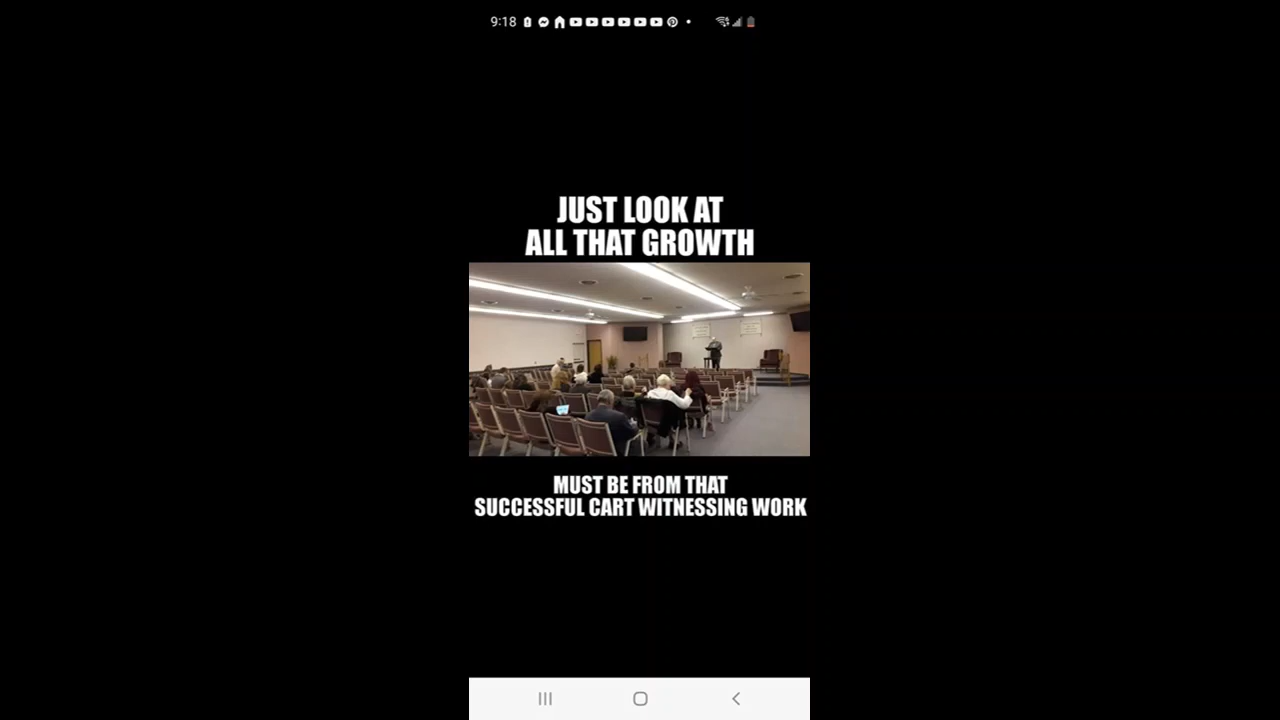 9:18
JUST LOOK AT
ALL THAT GROWTH
MUST BE FROM THAT
SUCCESSFUL CART WITNESSING WORK